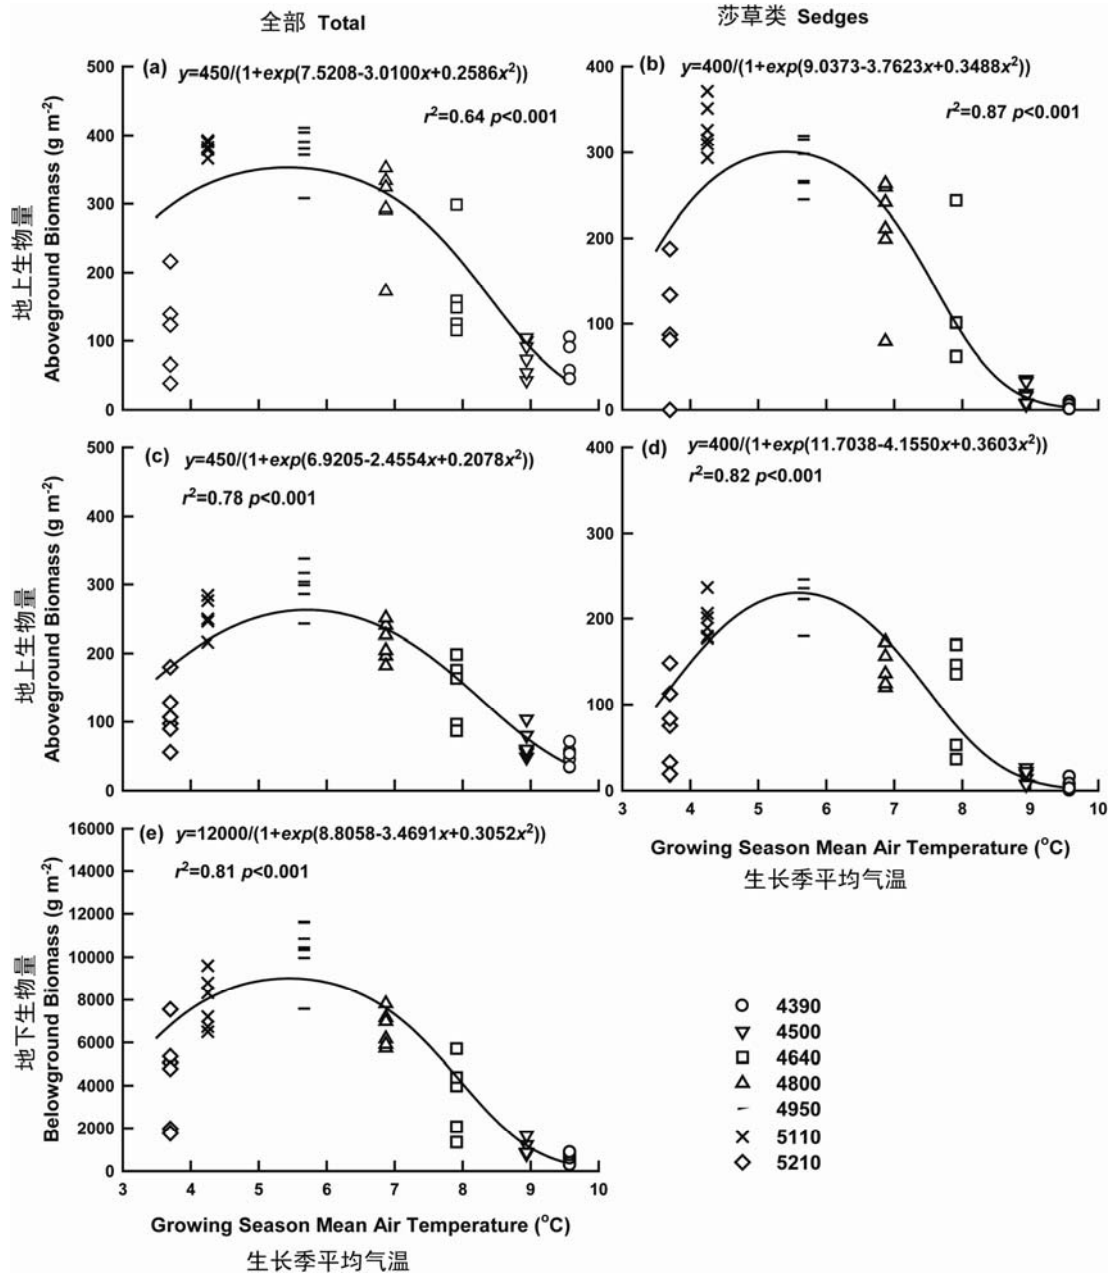 全部 Total
莎草类 Sedges
(a) y=450/(1+exp(7.5208-3.0100x+0.2586x²))
r²=0.64 p<0.001
500
400
300
200
100
0
地上生物量
Aboveground Biomass (g m⁻²)
(b) y=400/(1+exp(9.0373-3.7623x+0.3488x²))
r²=0.87 p<0.001
400
300
200
100
0
(c) y=450/(1+exp(6.9205-2.4554x+0.2078x²))
r²=0.78 p<0.001
500
400
300
200
100
0
地上生物量
Aboveground Biomass (g m⁻²)
(d) y=400/(1+exp(11.7038-4.1550x+0.3603x²))
r²=0.82 p<0.001
400
300
200
100
0
3 4 5 6 7 8 9 10
Growing Season Mean Air Temperature (°C)
生长季平均气温
(e) y=12000/(1+exp(8.8058-3.4691x+0.3052x²))
r²=0.81 p<0.001
16000
14000
12000
10000
8000
6000
4000
2000
0
地下生物量
Belowground Biomass (g m⁻²)
3 4 5 6 7 8 9 10
Growing Season Mean Air Temperature (°C)
生长季平均气温
4390
4500
4640
4800
4950
5110
5210